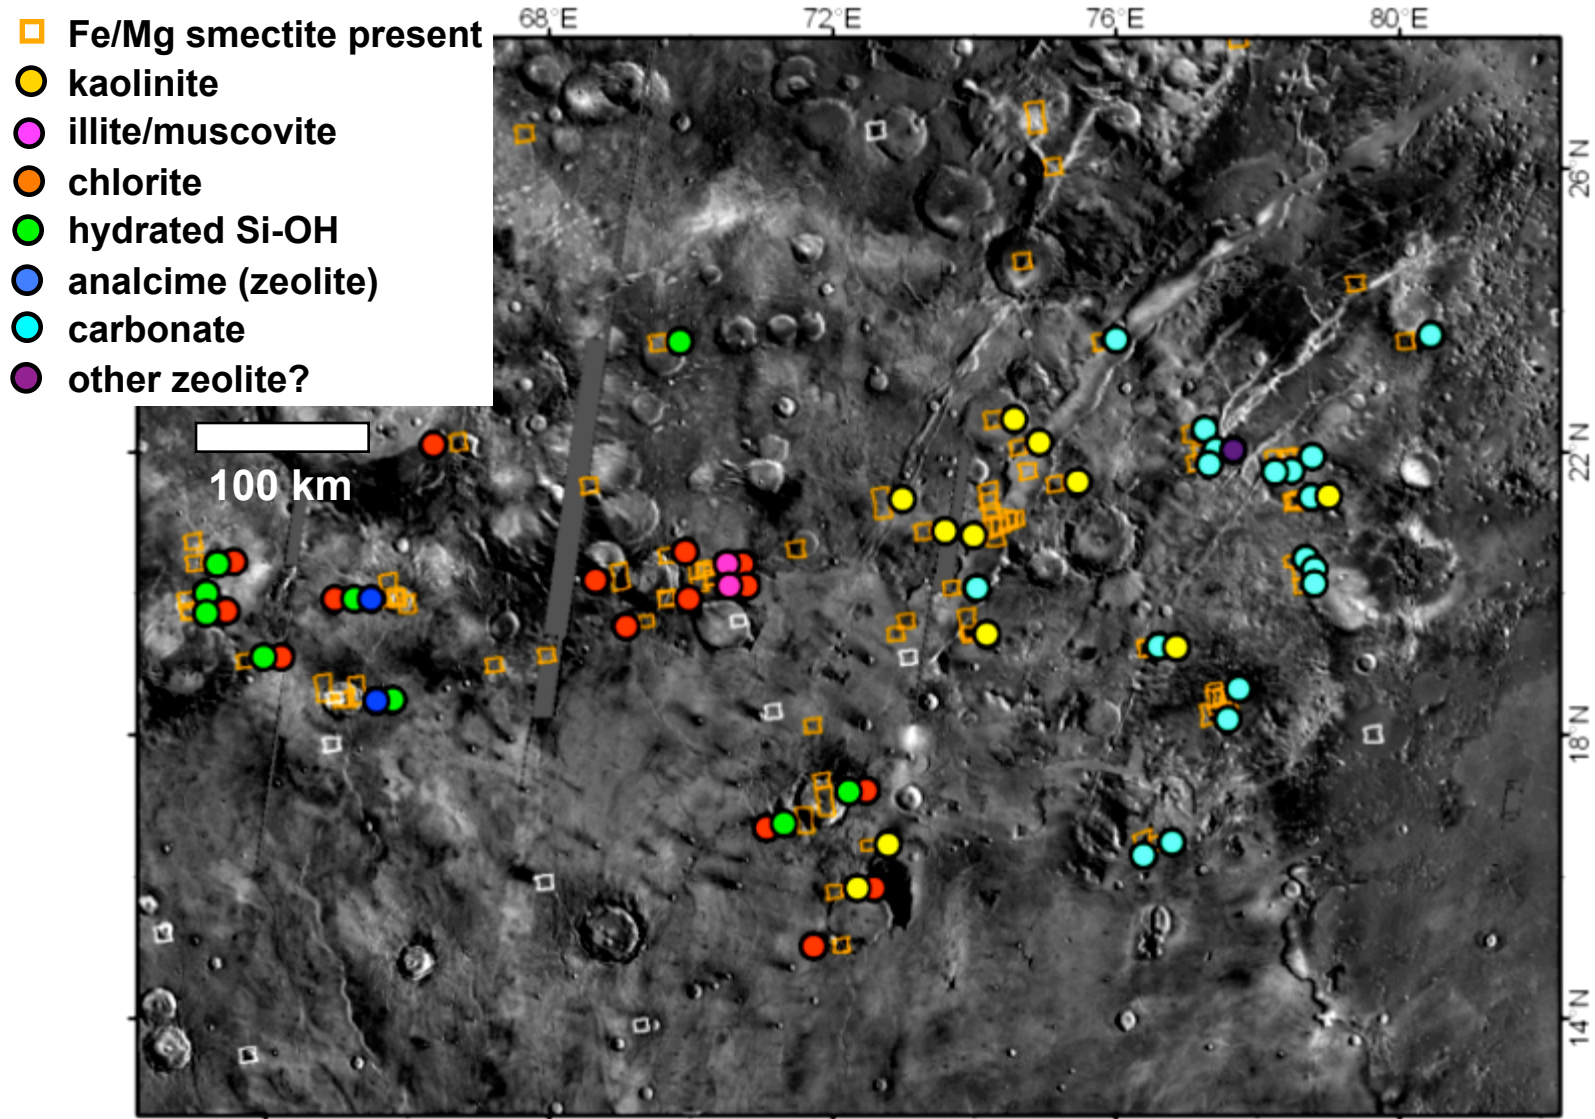 68°E 72°E 76°E 80°E
Fe/Mg smectite present
kaolinite
illite/muscovite
chlorite
hydrated Si-OH
analcime (zeolite)
carbonate
other zeolite?
100 km
26°N
22°N
18°N
14°N